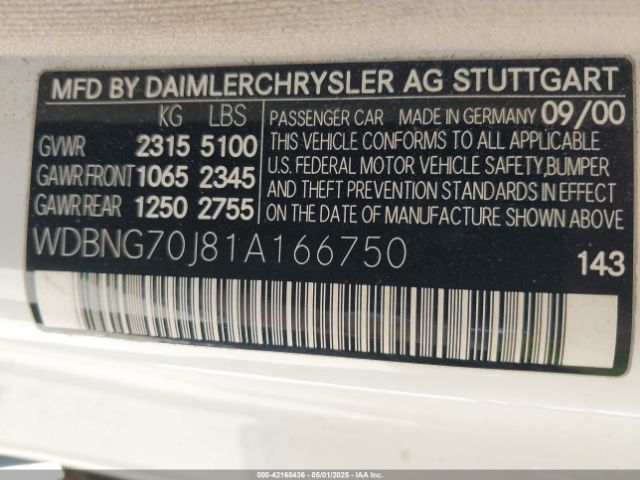 MFD BY DAIMLERCHRYSLER AG STUTTGART
KG LBS
GVWR 2315 5100
GAWR FRONT 1065 2345
GAWR REAR 1250 2755
PASSENGER CAR MADE IN GERMANY 09/00
THIS VEHICLE CONFORMS TO ALL APPLICABLE
U.S. FEDERAL MOTOR VEHICLE SAFETY,BUMPER
AND THEFT PREVENTION STANDARDS IN EFFECT
ON THE DATE OF MANUFACTURE SHOWN ABOVE
WDBNG70J81A166750
143
000-42168436 - 05/01/2025 - IAA Inc.